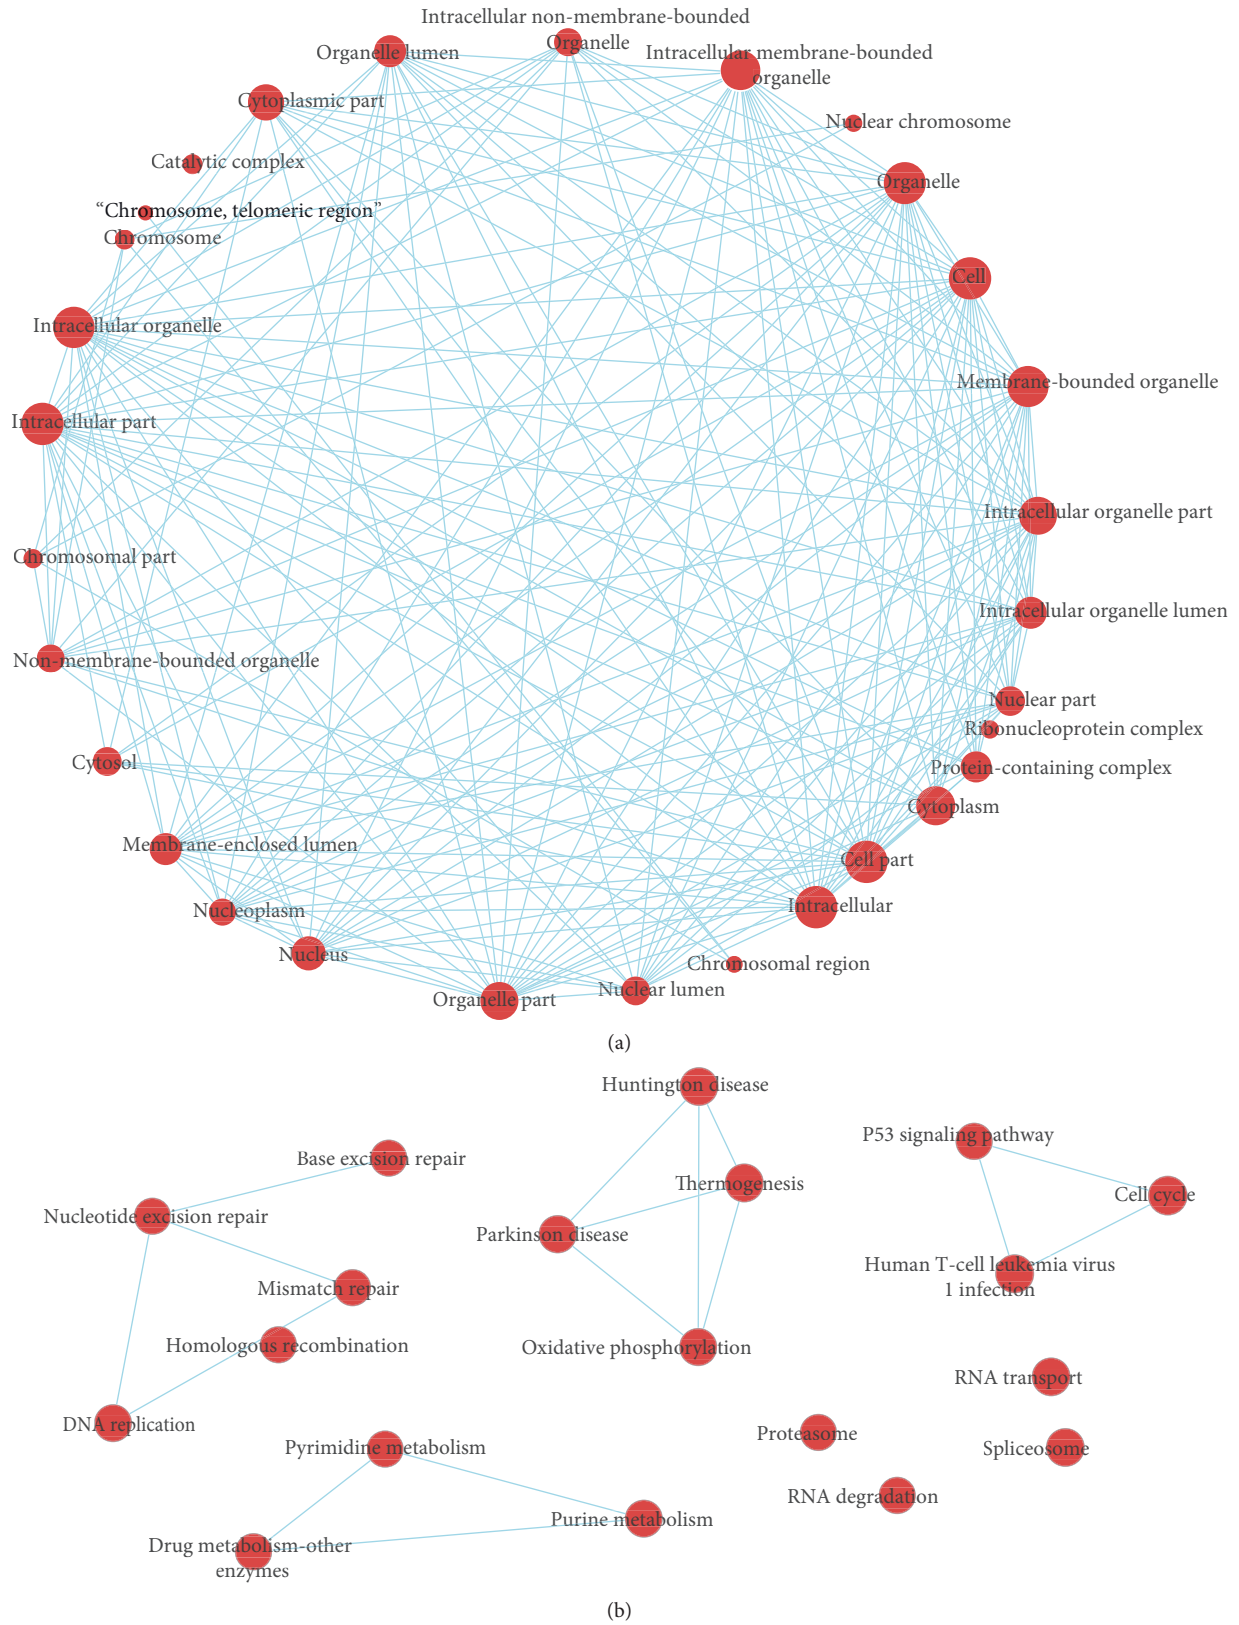 Intracellular non-membrane-bounded
Organelle
Organelle lumen
Intracellular membrane-bounded
organelle
Cytoplasmic part
Nuclear chromosome
Catalytic complex
Organelle
“Chromosome, telomeric region”
Chromosome
Cell
Intracellular organelle
Membrane-bounded organelle
Intracellular part
Intracellular organelle part
Chromosomal part
Intracellular organelle lumen
Non-membrane-bounded organelle
Nuclear part
Ribonucleoprotein complex
Cytosol
Protein-containing complex
Cytoplasm
Membrane-enclosed lumen
Cell part
Nucleoplasm
Intracellular
Nucleus
Chromosomal region
Nuclear lumen
Organelle part
(a)
Huntington disease
P53 signaling pathway
Base excision repair
Thermogenesis
Cell cycle
Nucleotide excision repair
Parkinson disease
Human T-cell leukemia virus
1 infection
Mismatch repair
Homologous recombination
Oxidative phosphorylation
RNA transport
DNA replication
Proteasome
Pyrimidine metabolism
Spliceosome
RNA degradation
Purine metabolism
Drug metabolism-other
enzymes
(b)